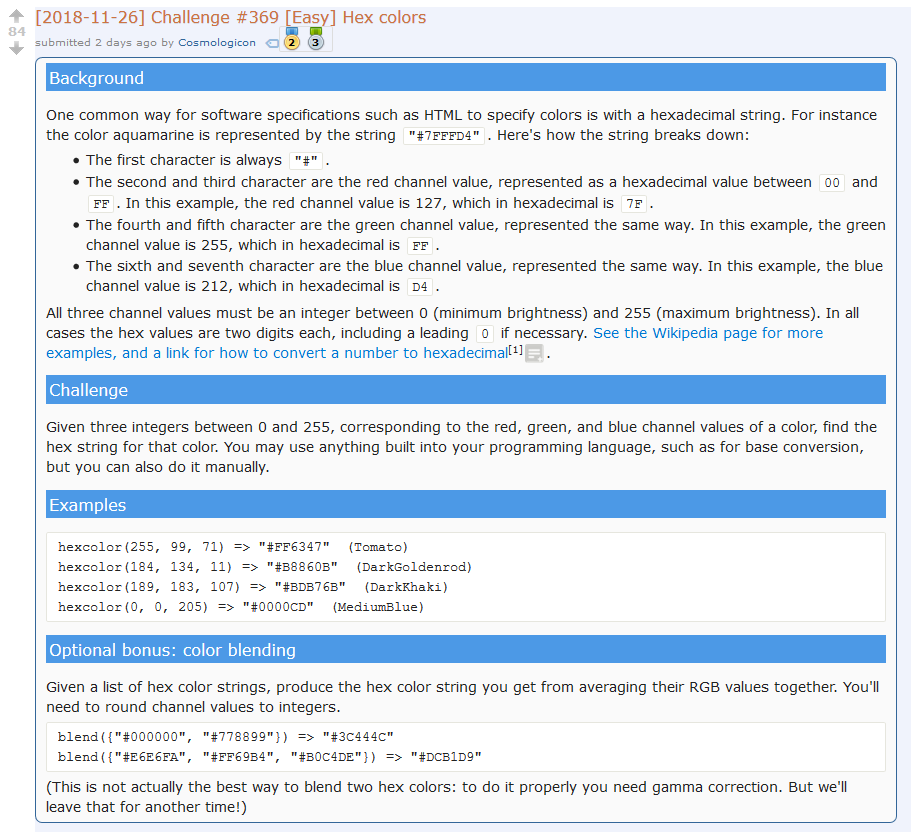 [2018-11-26] Challenge #369 [Easy] Hex colors
84
submitted 2 days ago by Cosmologicon 2 3
Background
One common way for software specifications such as HTML to specify colors is with a hexadecimal string. For instance
the color aquamarine is represented by the string "#7FFFD4" . Here's how the string breaks down:
• The first character is always "#" .
• The second and third character are the red channel value, represented as a hexadecimal value between 00 and
FF . In this example, the red channel value is 127, which in hexadecimal is 7F .
• The fourth and fifth character are the green channel value, represented the same way. In this example, the green
channel value is 255, which in hexadecimal is FF .
• The sixth and seventh character are the blue channel value, represented the same way. In this example, the blue
channel value is 212, which in hexadecimal is D4 .
All three channel values must be an integer between 0 (minimum brightness) and 255 (maximum brightness). In all
cases the hex values are two digits each, including a leading 0 if necessary. See the Wikipedia page for more
examples, and a link for how to convert a number to hexadecimal[1] .
Challenge
Given three integers between 0 and 255, corresponding to the red, green, and blue channel values of a color, find the
hex string for that color. You may use anything built into your programming language, such as for base conversion,
but you can also do it manually.
Examples
hexcolor(255, 99, 71) => "#FF6347" (Tomato)
hexcolor(184, 134, 11) => "#B8860B" (DarkGoldenrod)
hexcolor(189, 183, 107) => "#BDB76B" (DarkKhaki)
hexcolor(0, 0, 205) => "#0000CD" (MediumBlue)
Optional bonus: color blending
Given a list of hex color strings, produce the hex color string you get from averaging their RGB values together. You'll
need to round channel values to integers.
blend({"#000000", "#778899"}) => "#3C444C"
blend({"#E6E6FA", "#FF69B4", "#B0C4DE"}) => "#DCB1D9"
(This is not actually the best way to blend two hex colors: to do it properly you need gamma correction. But we'll
leave that for another time!)